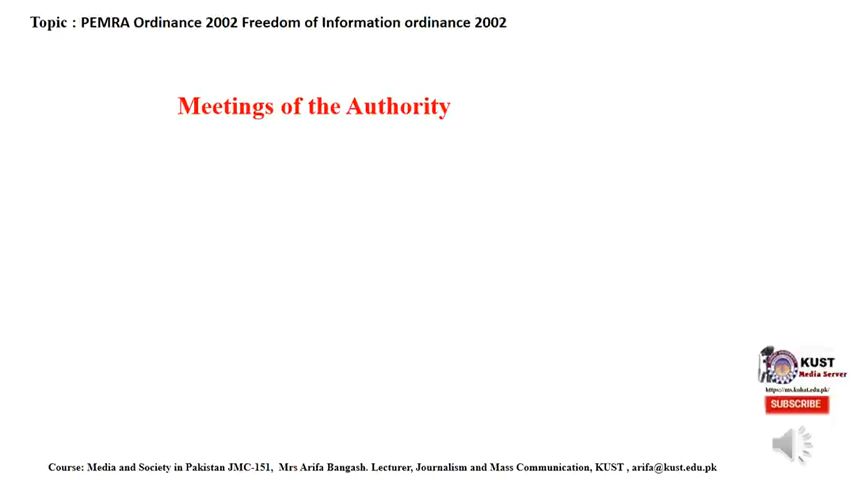 Topic : PEMRA Ordinance 2002 Freedom of Information ordinance 2002
Meetings of the Authority
KUST
Media Server
https://ms.kohat.edu.pk/
SUBSCRIBE
Course: Media and Society in Pakistan JMC-151, Mrs Arifa Bangash. Lecturer, Journalism and Mass Communication, KUST , arifa@kust.edu.pk